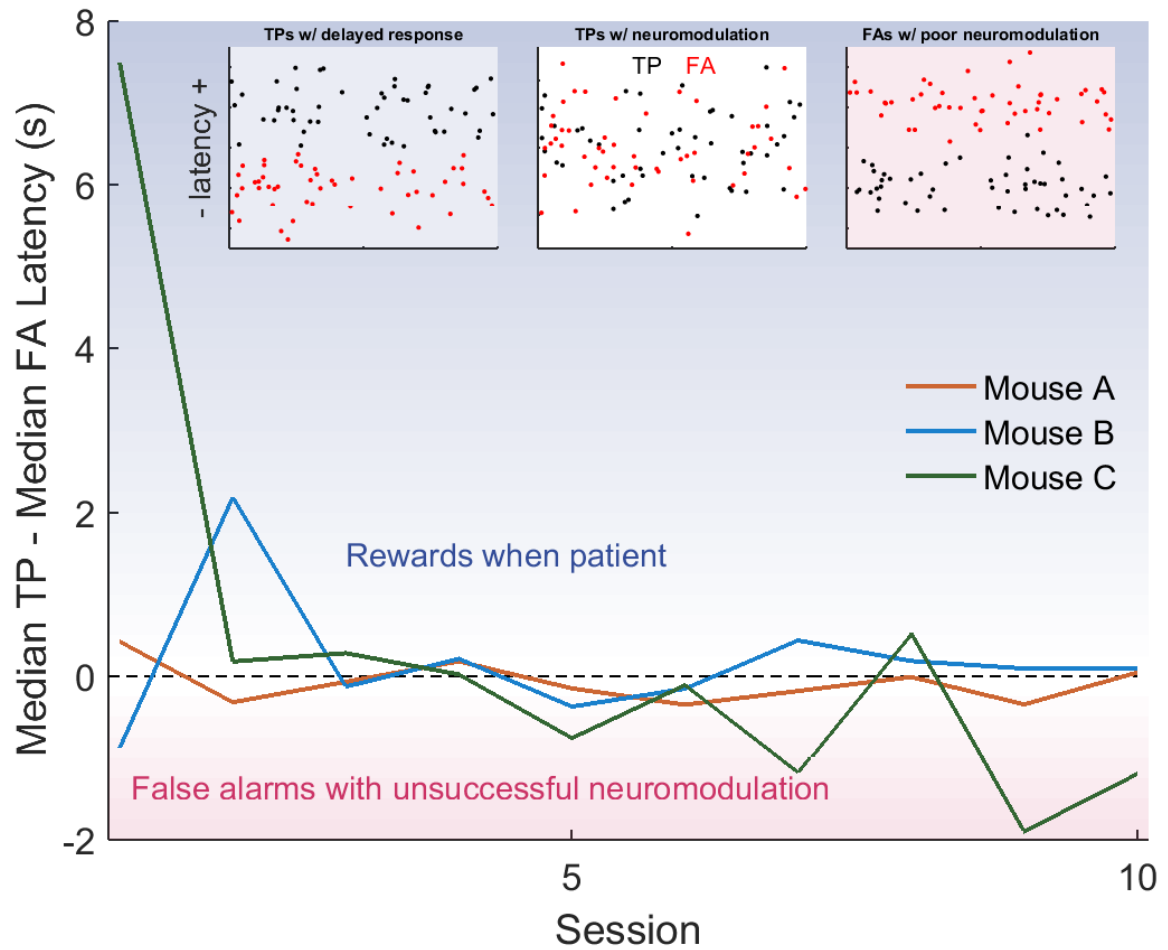 TPs w/ delayed response
TPs w/ neuromodulation
FAs w/ poor neuromodulation
TP FA
- latency +
8
6
4
2
0
-2
Median TP - Median FA Latency (s)
Mouse A
Mouse B
Mouse C
Rewards when patient
False alarms with unsuccessful neuromodulation
5
10
Session